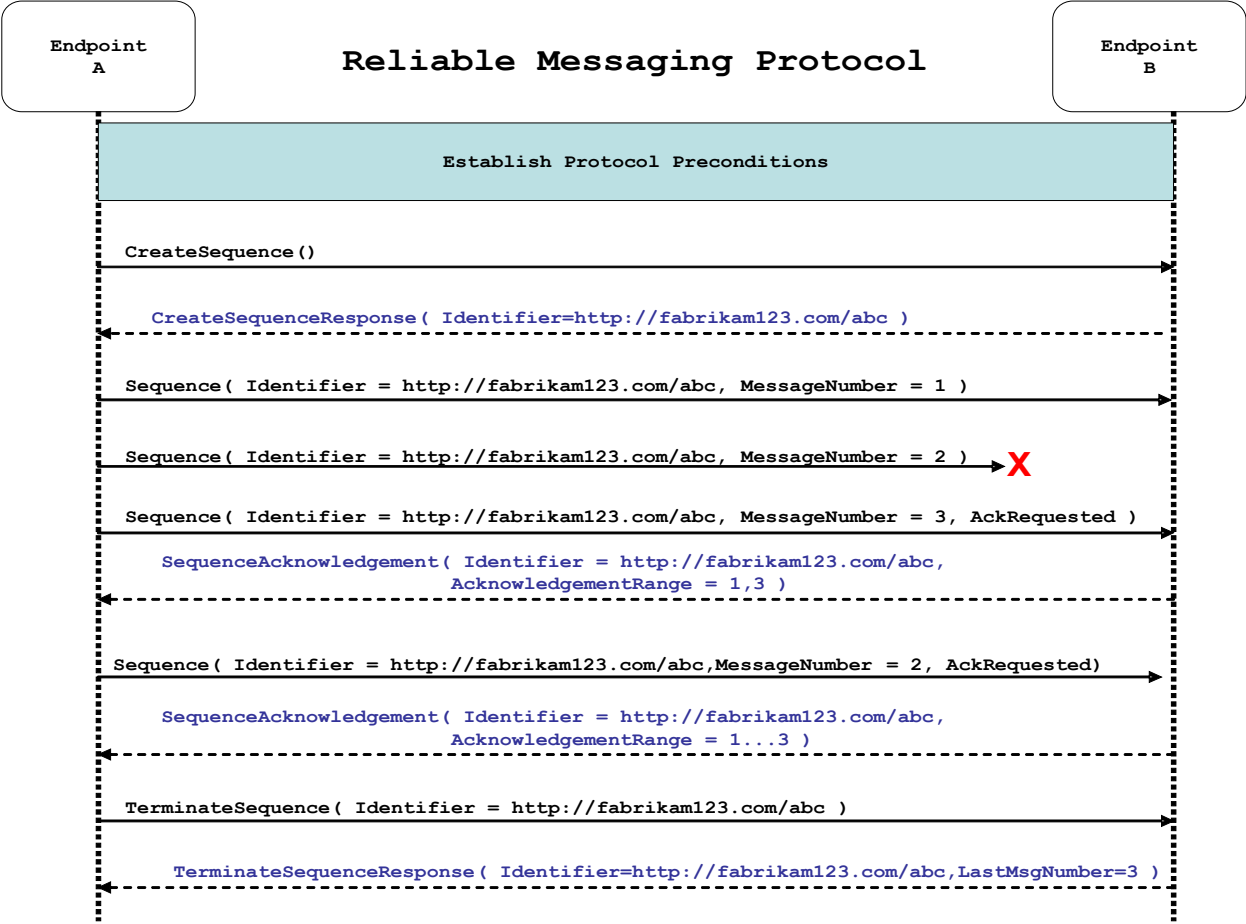 Endpoint
A
Reliable Messaging Protocol
Endpoint
B
Establish Protocol Preconditions
CreateSequence()
CreateSequenceResponse( Identifier=http://fabrikam123.com/abc )
Sequence( Identifier = http://fabrikam123.com/abc, MessageNumber = 1 )
Sequence( Identifier = http://fabrikam123.com/abc, MessageNumber = 2 )
X
Sequence( Identifier = http://fabrikam123.com/abc, MessageNumber = 3, AckRequested )
SequenceAcknowledgement( Identifier = http://fabrikam123.com/abc,
AcknowledgementRange = 1,3 )
Sequence( Identifier = http://fabrikam123.com/abc,MessageNumber = 2, AckRequested)
SequenceAcknowledgement( Identifier = http://fabrikam123.com/abc,
AcknowledgementRange = 1...3 )
TerminateSequence( Identifier = http://fabrikam123.com/abc )
TerminateSequenceResponse( Identifier=http://fabrikam123.com/abc,LastMsgNumber=3 )